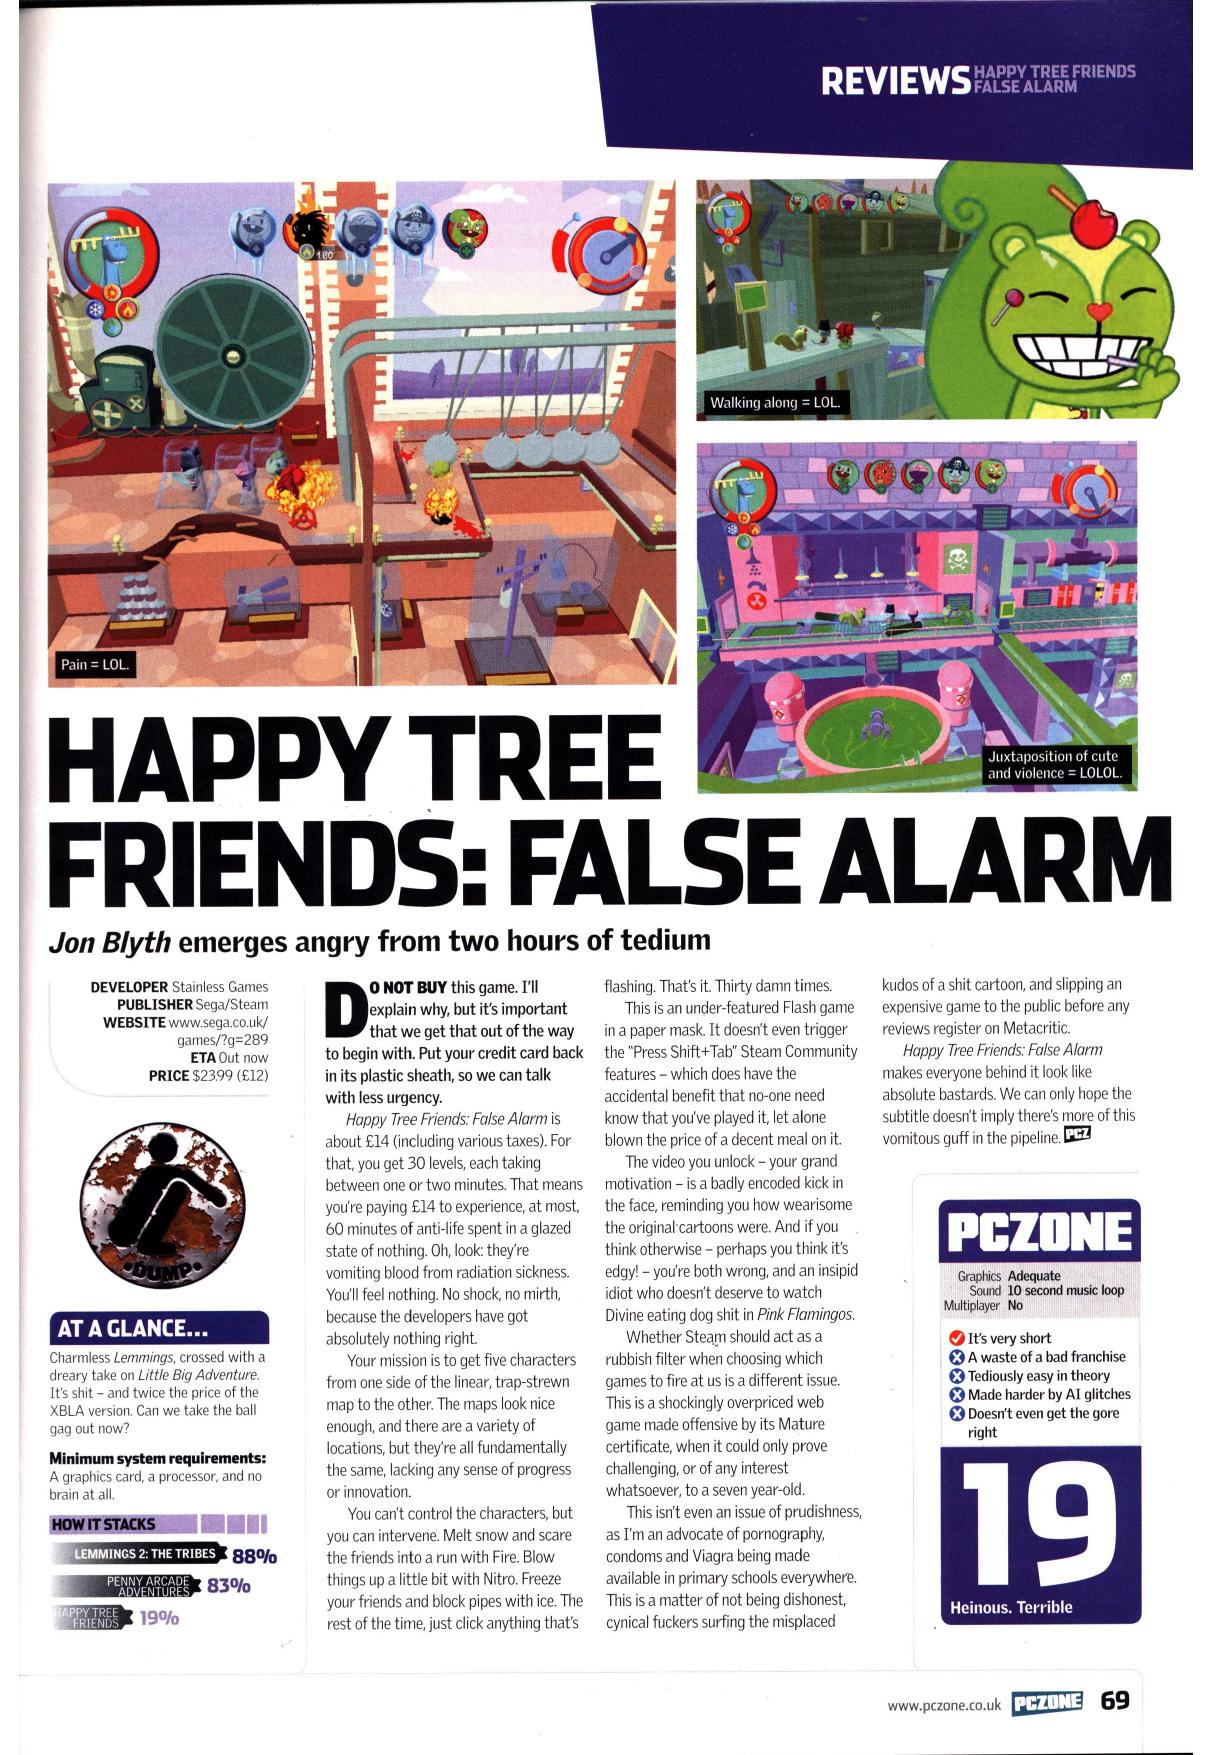 REVIEWS HAPPY TREE FRIENDS
FALSE ALARM
100
Pain = LOL.
Walking along = LOL.
Juxtaposition of cute
and violence = LOLOL.
HAPPY TREE
FRIENDS: FALSE ALARM
Jon Blyth emerges angry from two hours of tedium
DEVELOPER Stainless Games
PUBLISHER Sega/Steam
WEBSITE www.sega.co.uk/
games/?g=289
ETA Out now
PRICE $23.99 (£12)
•DUMP•
AT A GLANCE...
Charmless Lemmings, crossed with a
dreary take on Little Big Adventure.
It's shit – and twice the price of the
XBLA version. Can we take the ball
gag out now?
Minimum system requirements:
A graphics card, a processor, and no
brain at all.
HOW IT STACKS
LEMMINGS 2: THE TRIBES 88%
PENNY ARCADE
ADVENTURES 83%
HAPPY TREE
FRIENDS 19%
DO NOT BUY this game. I'll
explain why, but it's important
that we get that out of the way
to begin with. Put your credit card back
in its plastic sheath, so we can talk
with less urgency.
Happy Tree Friends: False Alarm is
about £14 (including various taxes). For
that, you get 30 levels, each taking
between one or two minutes. That means
you're paying £14 to experience, at most,
60 minutes of anti-life spent in a glazed
state of nothing. Oh, look: they're
vomiting blood from radiation sickness.
You'll feel nothing. No shock, no mirth,
because the developers have got
absolutely nothing right.
Your mission is to get five characters
from one side of the linear, trap-strewn
map to the other. The maps look nice
enough, and there are a variety of
locations, but they're all fundamentally
the same, lacking any sense of progress
or innovation.
You can't control the characters, but
you can intervene. Melt snow and scare
the friends into a run with Fire. Blow
things up a little bit with Nitro. Freeze
your friends and block pipes with ice. The
rest of the time, just click anything that's
flashing. That's it. Thirty damn times.
This is an under-featured Flash game
in a paper mask. It doesn't even trigger
the "Press Shift+Tab" Steam Community
features – which does have the
accidental benefit that no-one need
know that you've played it, let alone
blown the price of a decent meal on it.
The video you unlock – your grand
motivation – is a badly encoded kick in
the face, reminding you how wearisome
the original cartoons were. And if you
think otherwise – perhaps you think it's
edgy! – you're both wrong, and an insipid
idiot who doesn't deserve to watch
Divine eating dog shit in Pink Flamingos.
Whether Steam should act as a
rubbish filter when choosing which
games to fire at us is a different issue.
This is a shockingly overpriced web
game made offensive by its Mature
certificate, when it could only prove
challenging, or of any interest
whatsoever, to a seven year-old.
This isn't even an issue of prudishness,
as I'm an advocate of pornography,
condoms and Viagra being made
available in primary schools everywhere.
This is a matter of not being dishonest,
cynical fuckers surfing the misplaced
kudos of a shit cartoon, and slipping an
expensive game to the public before any
reviews register on Metacritic.
Happy Tree Friends: False Alarm
makes everyone behind it look like
absolute bastards. We can only hope the
subtitle doesn't imply there's more of this
vomitous guff in the pipeline. PCZ
PCZONE
Graphics Adequate
Sound 10 second music loop
Multiplayer No
It's very short
A waste of a bad franchise
Tediously easy in theory
Made harder by AI glitches
Doesn't even get the gore
right
19
Heinous. Terrible
www.pczone.co.uk PCZONE 69